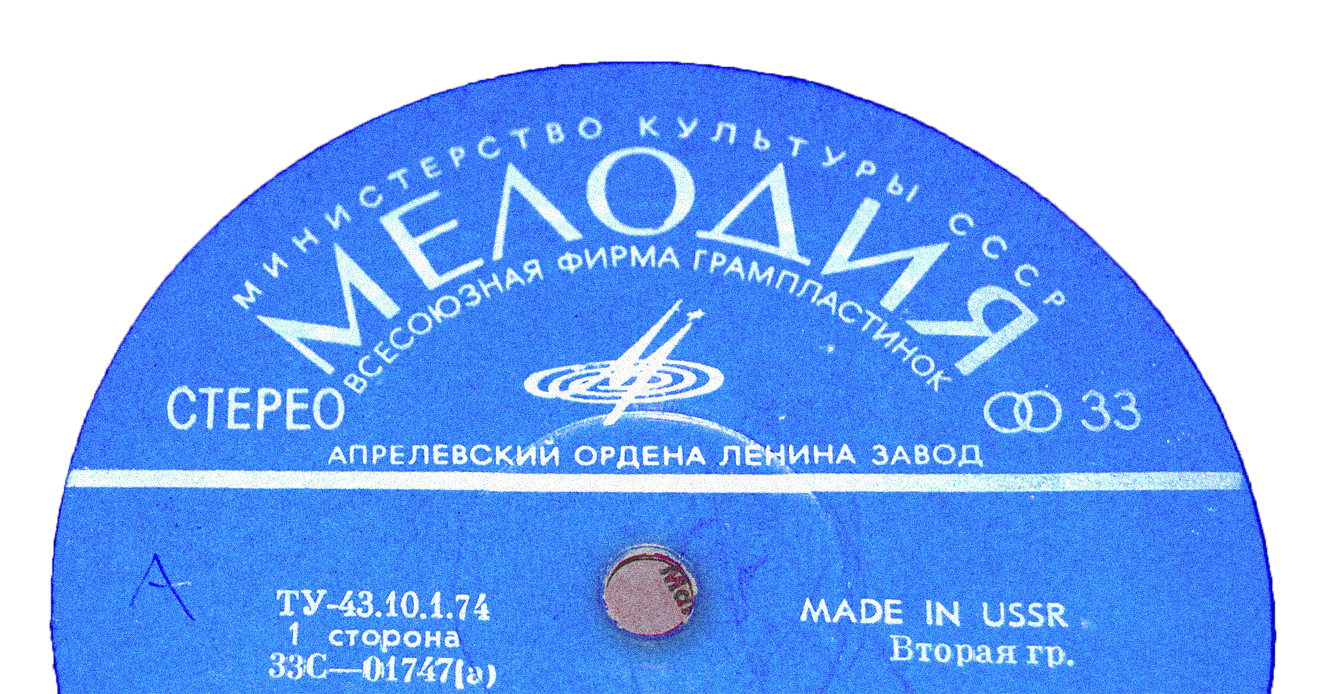 МИНИСТЕРСТВО КУЛЬТУРЫ СССР
МЕЛОДИЯ
ВСЕСОЮЗНАЯ ФИРМА ГРАМПЛАСТИНОК
СТЕРЕО
33
АПРЕЛЕВСКИЙ ОРДЕНА ЛЕНИНА ЗАВОД
А
ТУ-43.10.1.74
1 сторона
33С—01747(а)
MADE IN USSR
Вторая гр.